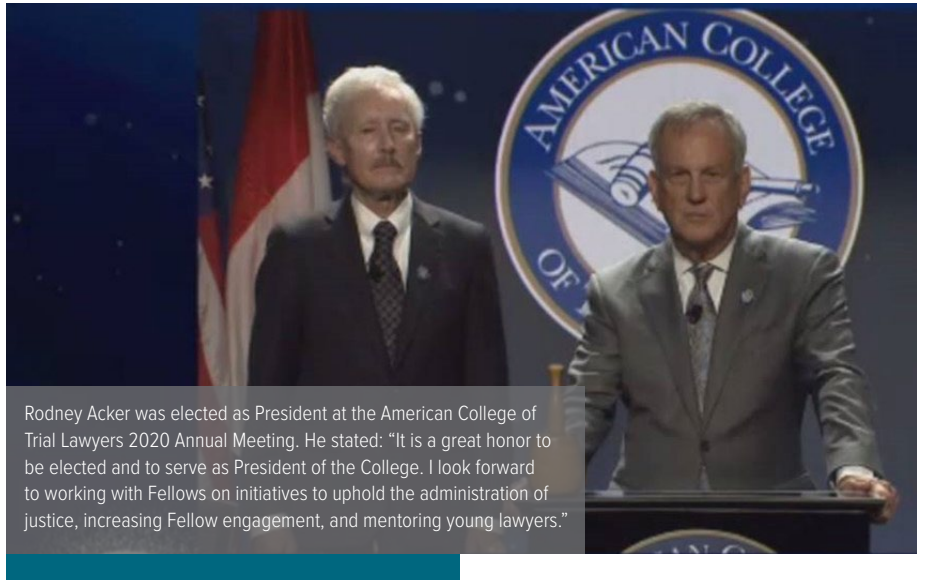 AMERICAN COLLEGE
OF
Rodney Acker was elected as President at the American College of
Trial Lawyers 2020 Annual Meeting. He stated: “It is a great honor to
be elected and to serve as President of the College. I look forward
to working with Fellows on initiatives to uphold the administration of
justice, increasing Fellow engagement, and mentoring young lawyers.”